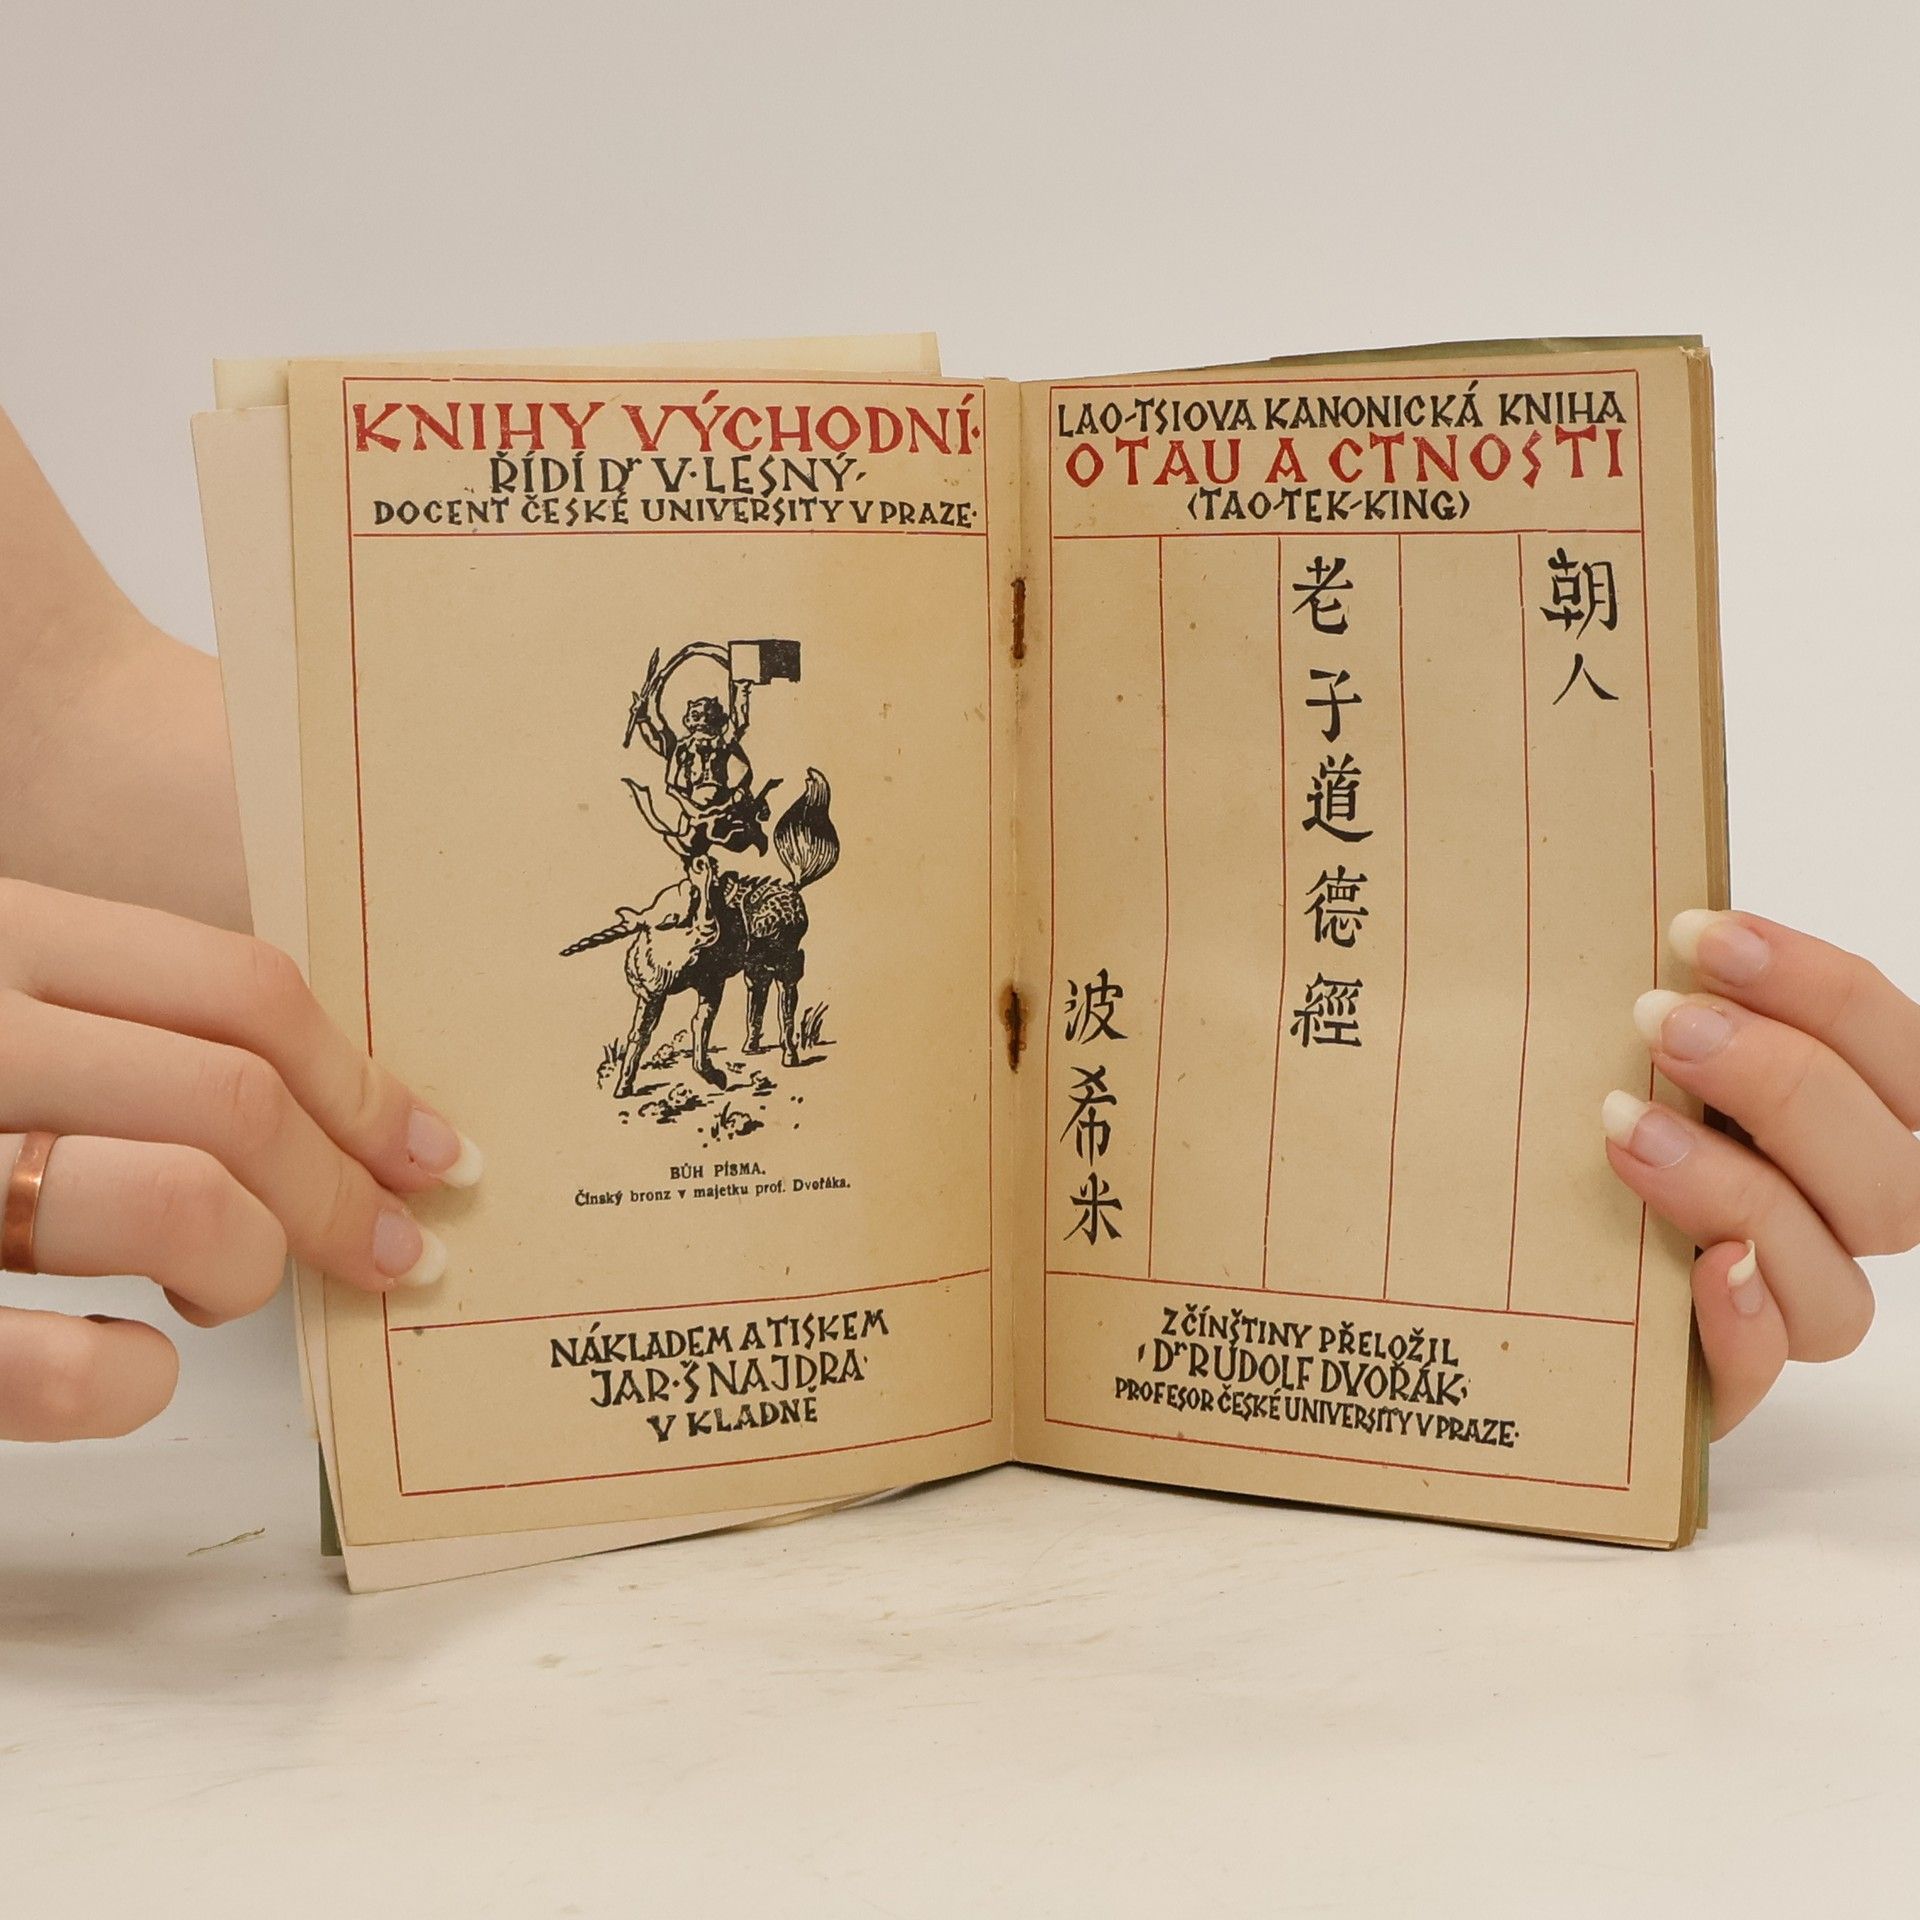 KNIHY VÝCHODNÍ·
ŘÍDÍ Dr V·LESNÝ,
DOCENT ČESKÉ UNIVERSITY V PRAZE·
BŮH PÍSMA.
Čínský bronz v majetku prof. Dvořáka.
NÁKLADEM A TISKEM
JAR·ŠNAJDRA·
V KLADNĚ
LAO-TSIOVA KANONICKÁ KNIHA
O TAU A CTNOSTI
(TAO-TEK-KING)
朝人
老子道德經
波希米
Z ČÍNŠTINY PŘELOŽIL
Dr RUDOLF DVOŘÁK,
PROFESOR ČESKÉ UNIVERSITY V PRAZE·